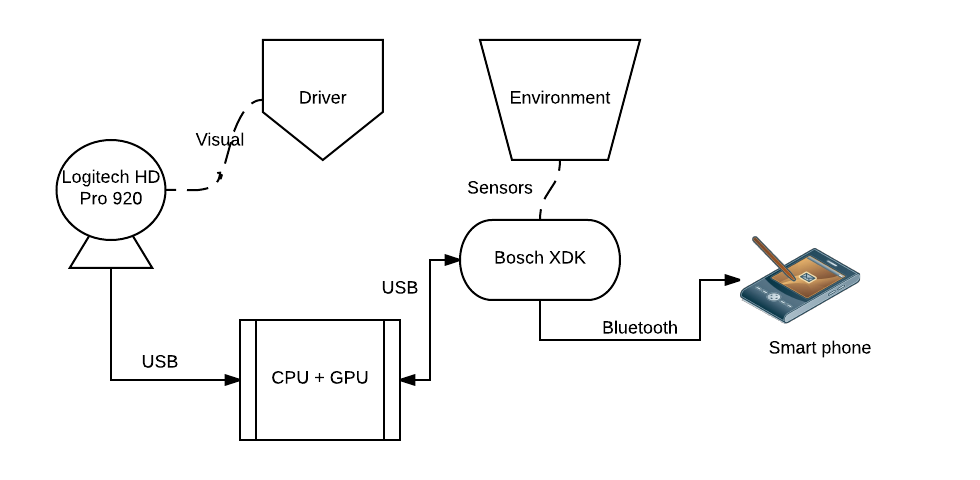 Driver
Environment
Visual
Logitech HD
Pro 920
Sensors
Bosch XDK
USB
Bluetooth
Smart phone
USB
CPU + GPU